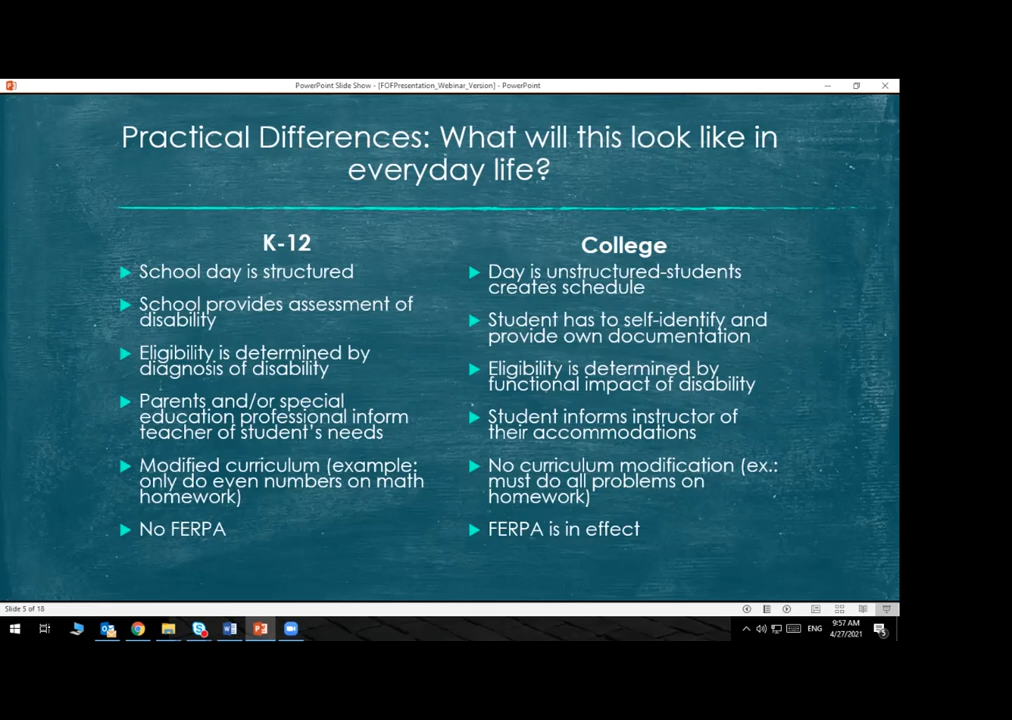 PowerPoint Slide Show - [FOFPresentation_Webinar_Version] - PowerPoint
Practical Differences: What will this look like in
everyday life?
K-12
School day is structured
School provides assessment of
disability
Eligibility is determined by
diagnosis of disability
Parents and/or special
education professional inform
teacher of student's needs
Modified curriculum (example:
only do even numbers on math
homework)
No FERPA
College
Day is unstructured-students
creates schedule
Student has to self-identify and
provide own documentation
Eligibility is determined by
functional impact of disability
Student informs instructor of
their accommodations
No curriculum modification (ex.:
must do all problems on
homework)
FERPA is in effect
Slide 5 of 18
ENG
9:57 AM
4/27/2021
5